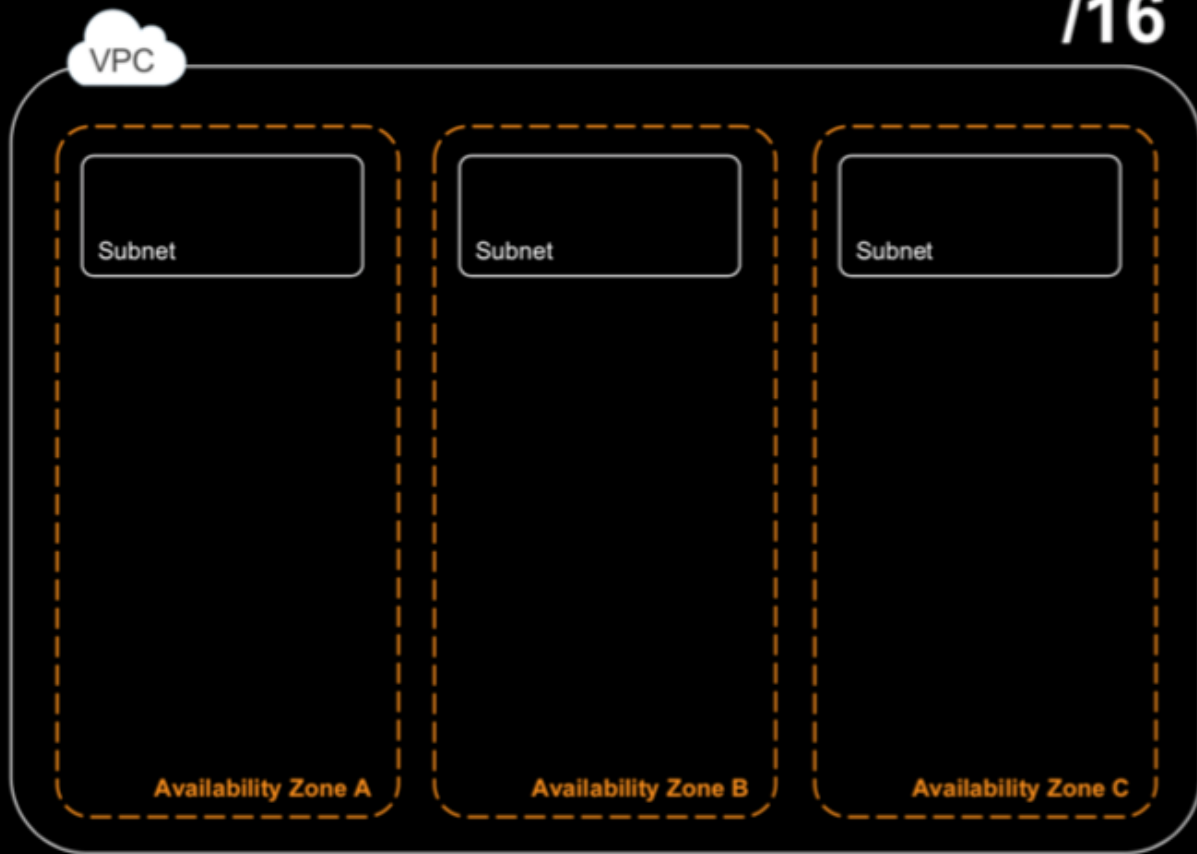 /16
VPC
Subnet
Subnet
Subnet
Availability Zone A
Availability Zone B
Availability Zone C